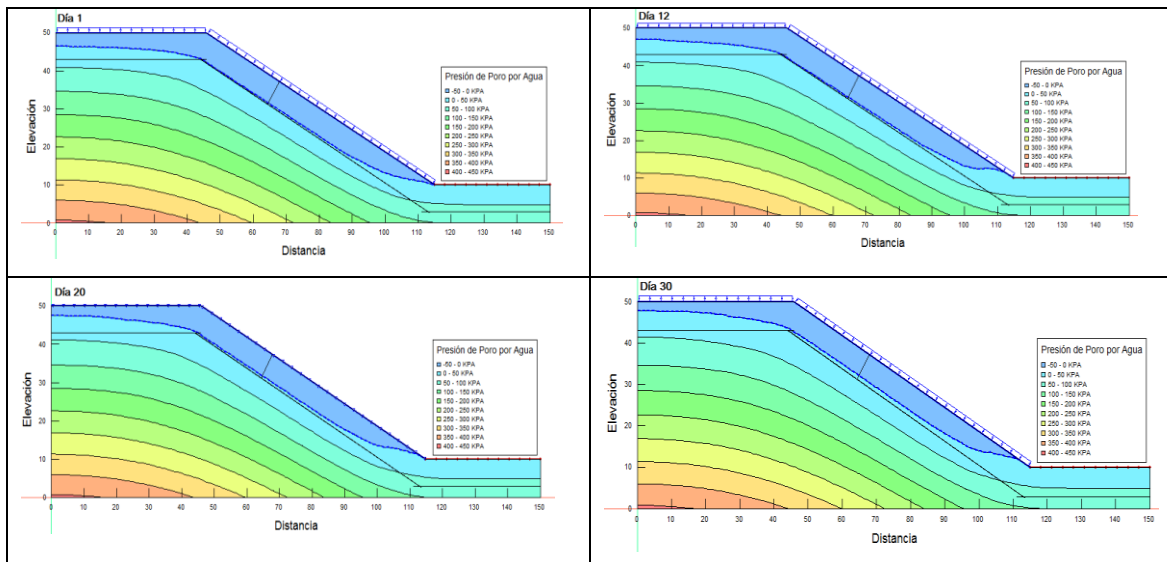 Día 1
50
40
30
20
10
0
Elevación
0 10 20 30 40 50 60 70 80 90 100 110 120 130 140 150
Distancia
Presión de Poro por Agua
-50 - 0 KPA
0 - 50 KPA
50 - 100 KPA
100 - 150 KPA
150 - 200 KPA
200 - 250 KPA
250 - 300 KPA
300 - 350 KPA
350 - 400 KPA
400 - 450 KPA
Día 12
50
40
30
20
10
0
Elevación
0 10 20 30 40 50 60 70 80 90 100 110 120 130 140 150
Distancia
Presión de Poro por Agua
-50 - 0 KPA
0 - 50 KPA
50 - 100 KPA
100 - 150 KPA
150 - 200 KPA
200 - 250 KPA
250 - 300 KPA
300 - 350 KPA
350 - 400 KPA
400 - 450 KPA
Día 20
50
40
30
20
10
0
Elevación
0 10 20 30 40 50 60 70 80 90 100 110 120 130 140 150
Distancia
Presión de Poro por Agua
-50 - 0 KPA
0 - 50 KPA
50 - 100 KPA
100 - 150 KPA
150 - 200 KPA
200 - 250 KPA
250 - 300 KPA
300 - 350 KPA
350 - 400 KPA
400 - 450 KPA
Día 30
50
40
30
20
10
0
Elevación
0 10 20 30 40 50 60 70 80 90 100 110 120 130 140 150
Distancia
Presión de Poro por Agua
-50 - 0 KPA
0 - 50 KPA
50 - 100 KPA
100 - 150 KPA
150 - 200 KPA
200 - 250 KPA
250 - 300 KPA
300 - 350 KPA
350 - 400 KPA
400 - 450 KPA